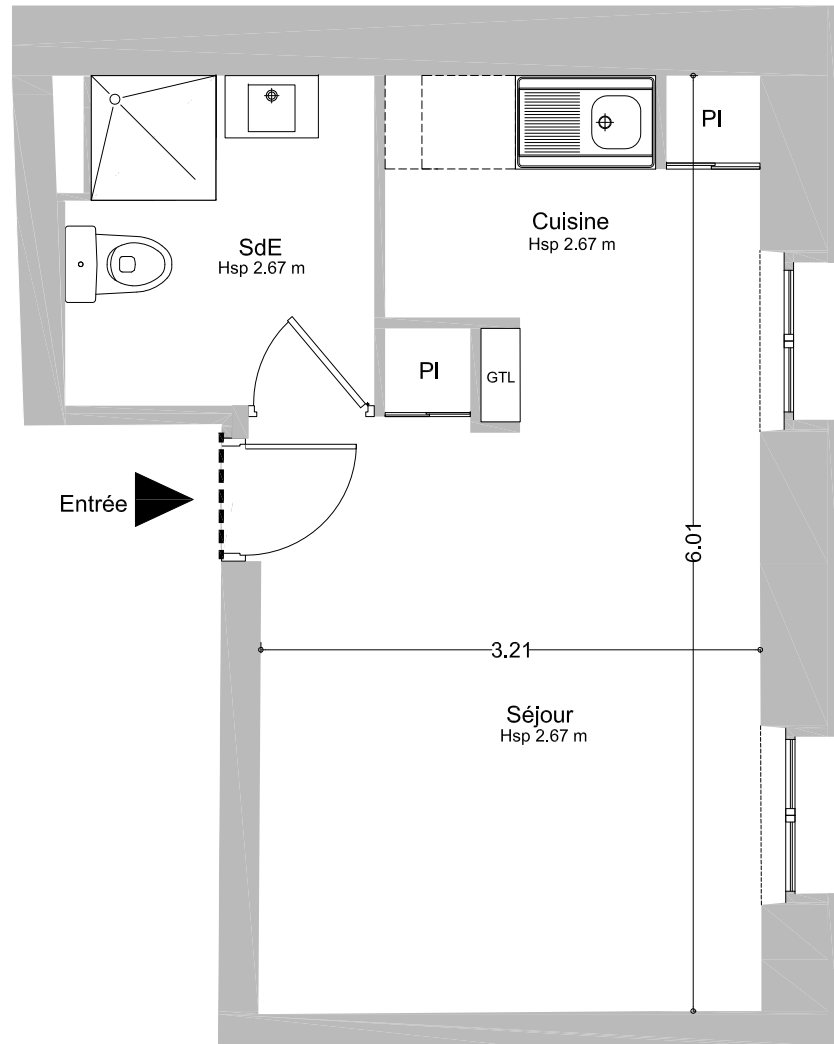 PI
Cuisine
Hsp 2.67 m
SdE
Hsp 2.67 m
PI
GTL
Entrée
6.01
3.21
Séjour
Hsp 2.67 m